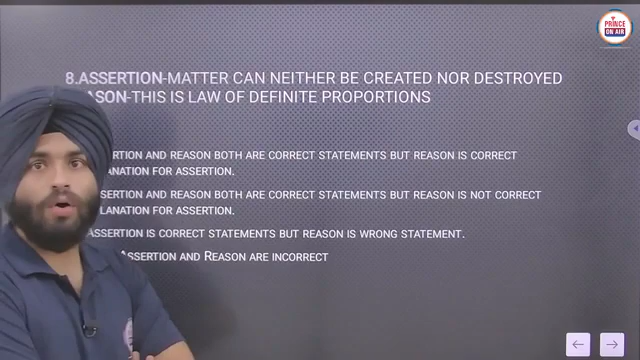 PRINCE
ON AIR
8.ASSERTION-MATTER CAN NEITHER BE CREATED NOR DESTROYED
ASON-THIS IS LAW OF DEFINITE PROPORTIONS
RTION AND REASON BOTH ARE CORRECT STATEMENTS BUT REASON IS CORRECT
ANATION FOR ASSERTION.
SERTION AND REASON BOTH ARE CORRECT STATEMENTS BUT REASON IS NOT CORRECT
LANATION FOR ASSERTION.
ASSERTION IS CORRECT STATEMENTS BUT REASON IS WRONG STATEMENT.
ASSERTION AND REASON ARE INCORRECT